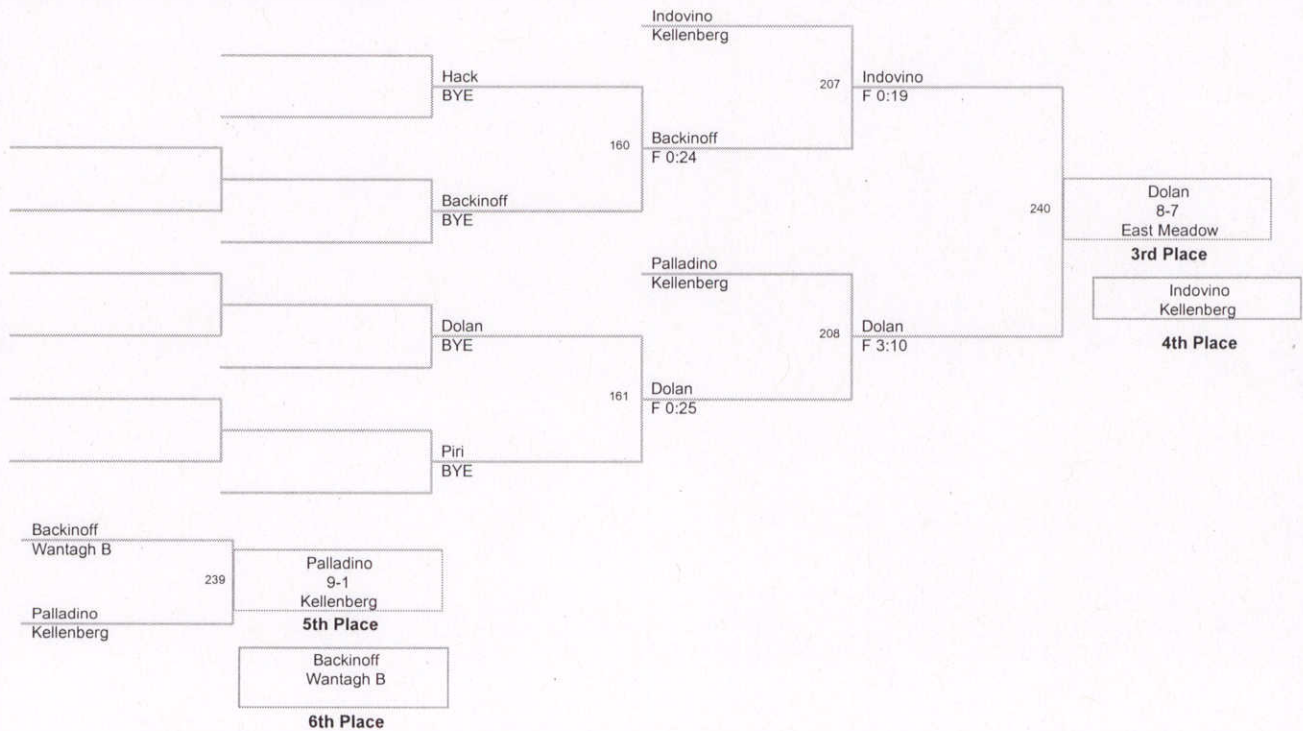 Indovino
Kellenberg
207
Hack
BYE
Indovino
F 0:19
160
Backinoff
F 0:24
Backinoff
BYE
240
Dolan
8-7
East Meadow
3rd Place
Palladino
Kellenberg
Indovino
Kellenberg
4th Place
Dolan
BYE
208
Dolan
F 3:10
161
Dolan
F 0:25
Piri
BYE
Backinoff
Wantagh B
239
Palladino
9-1
Kellenberg
5th Place
Palladino
Kellenberg
Backinoff
Wantagh B
6th Place